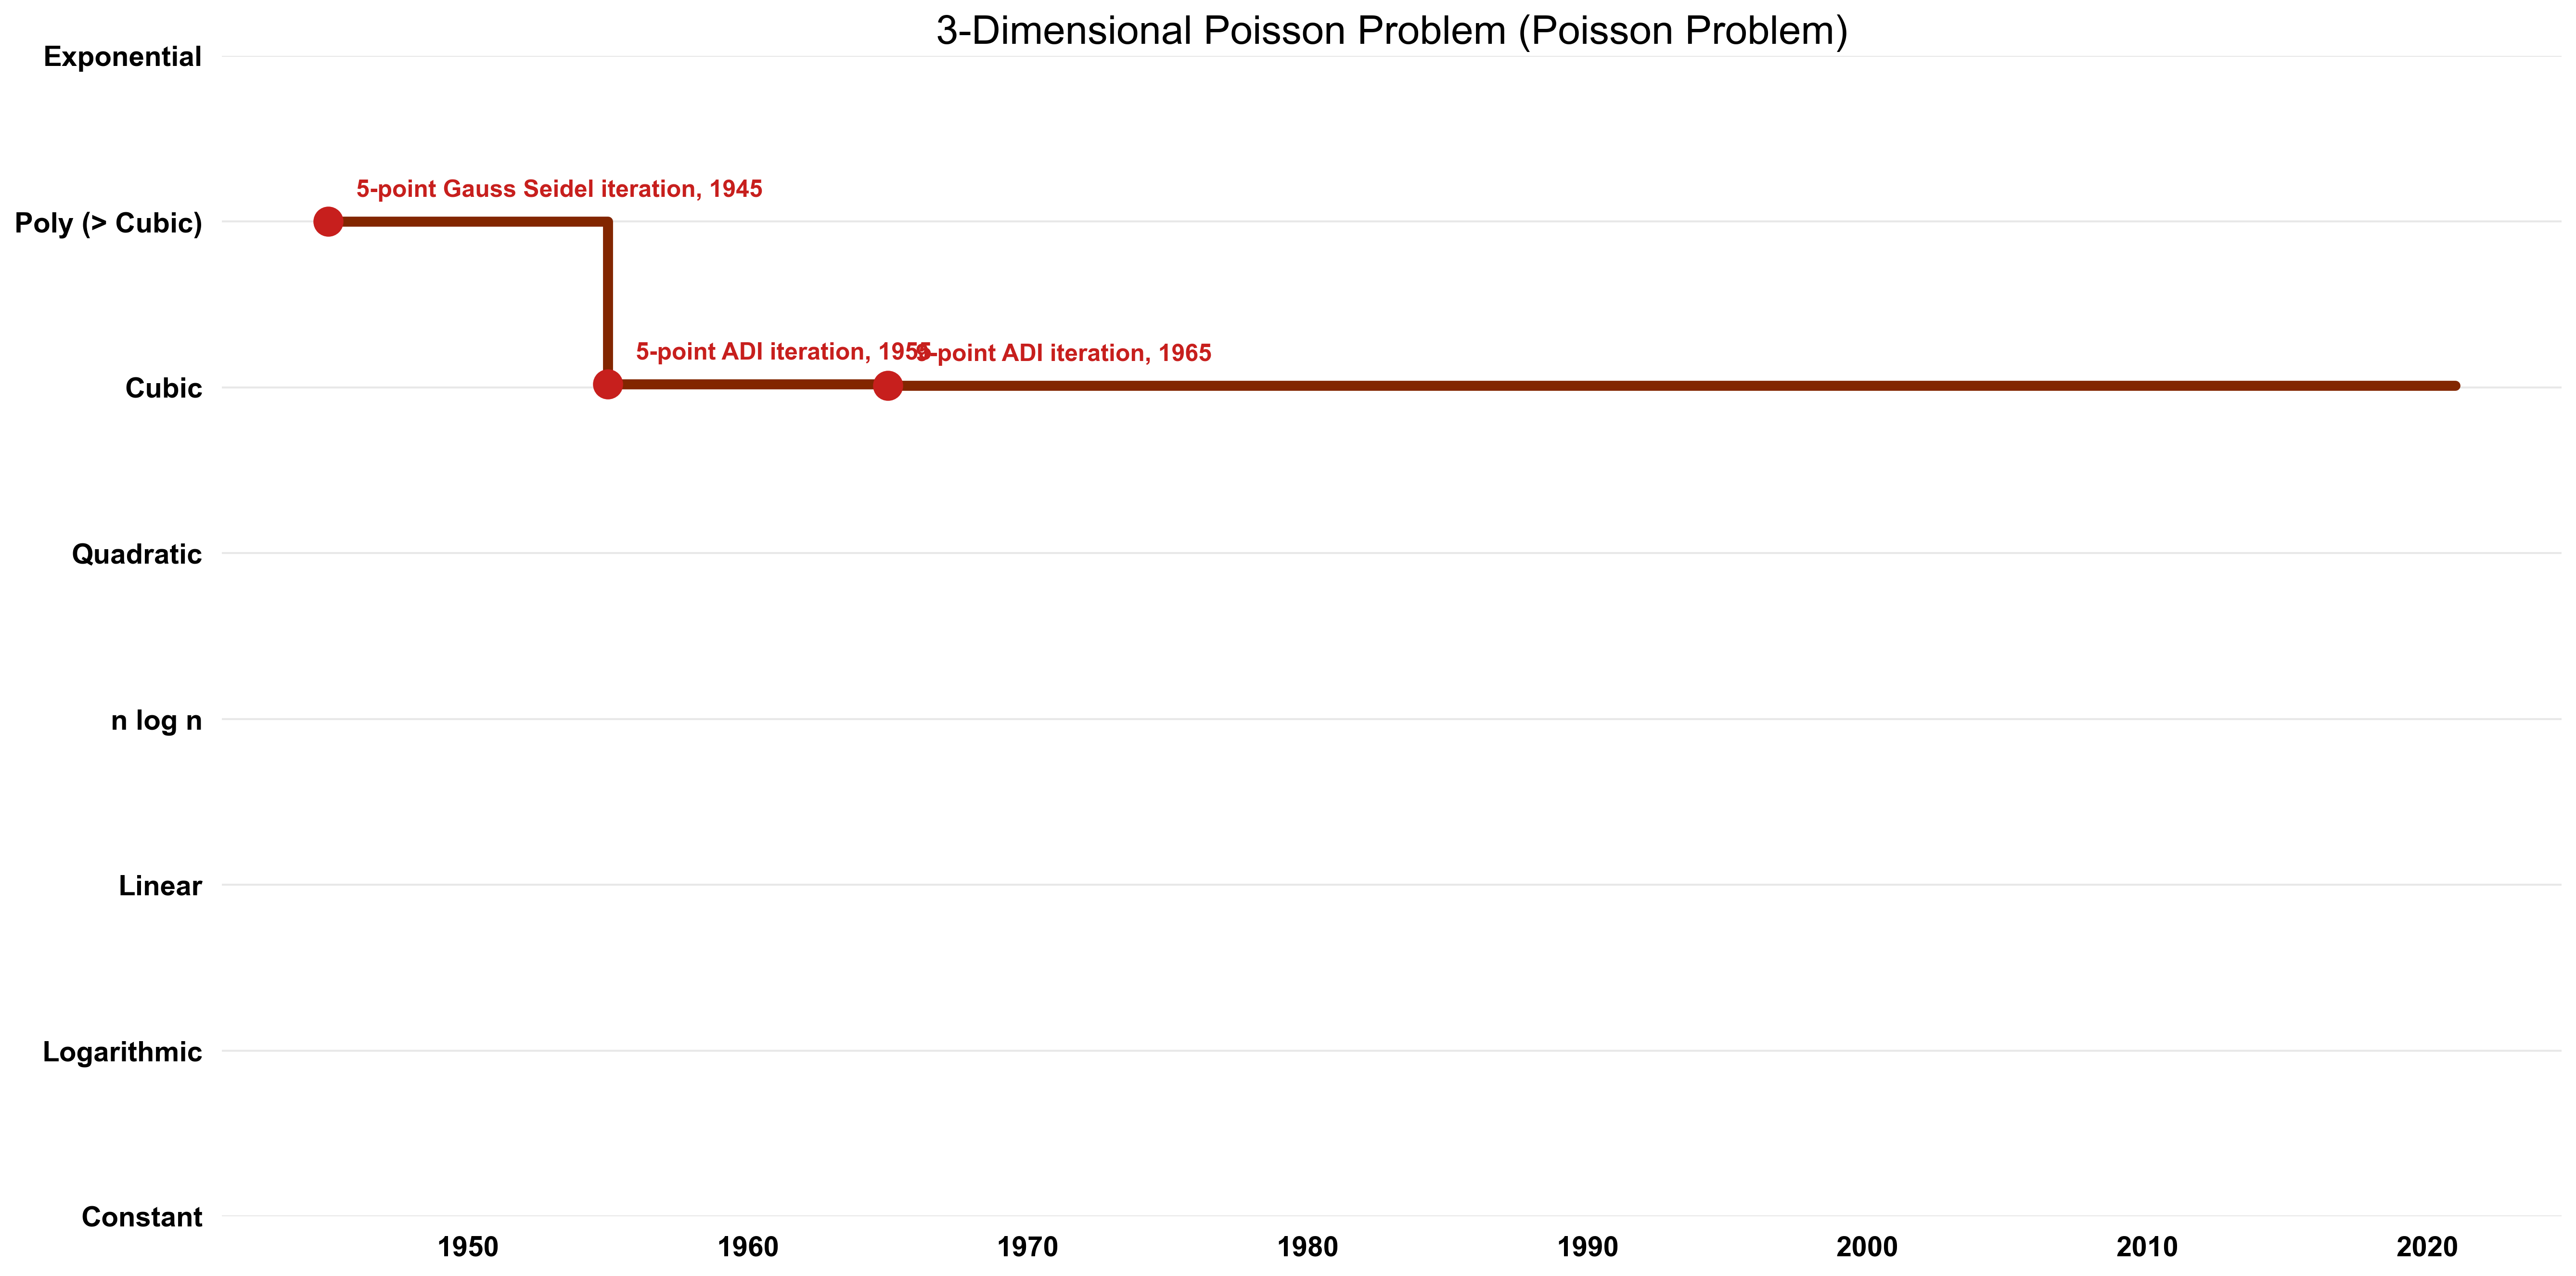 3-Dimensional Poisson Problem (Poisson Problem)
Exponential
5-point Gauss Seidel iteration, 1945
Poly (> Cubic)
5-point ADI iteration, 1955
9-point ADI iteration, 1965
Cubic
Quadratic
n log n
Linear
Logarithmic
Constant
1950 1960 1970 1980 1990 2000 2010 2020